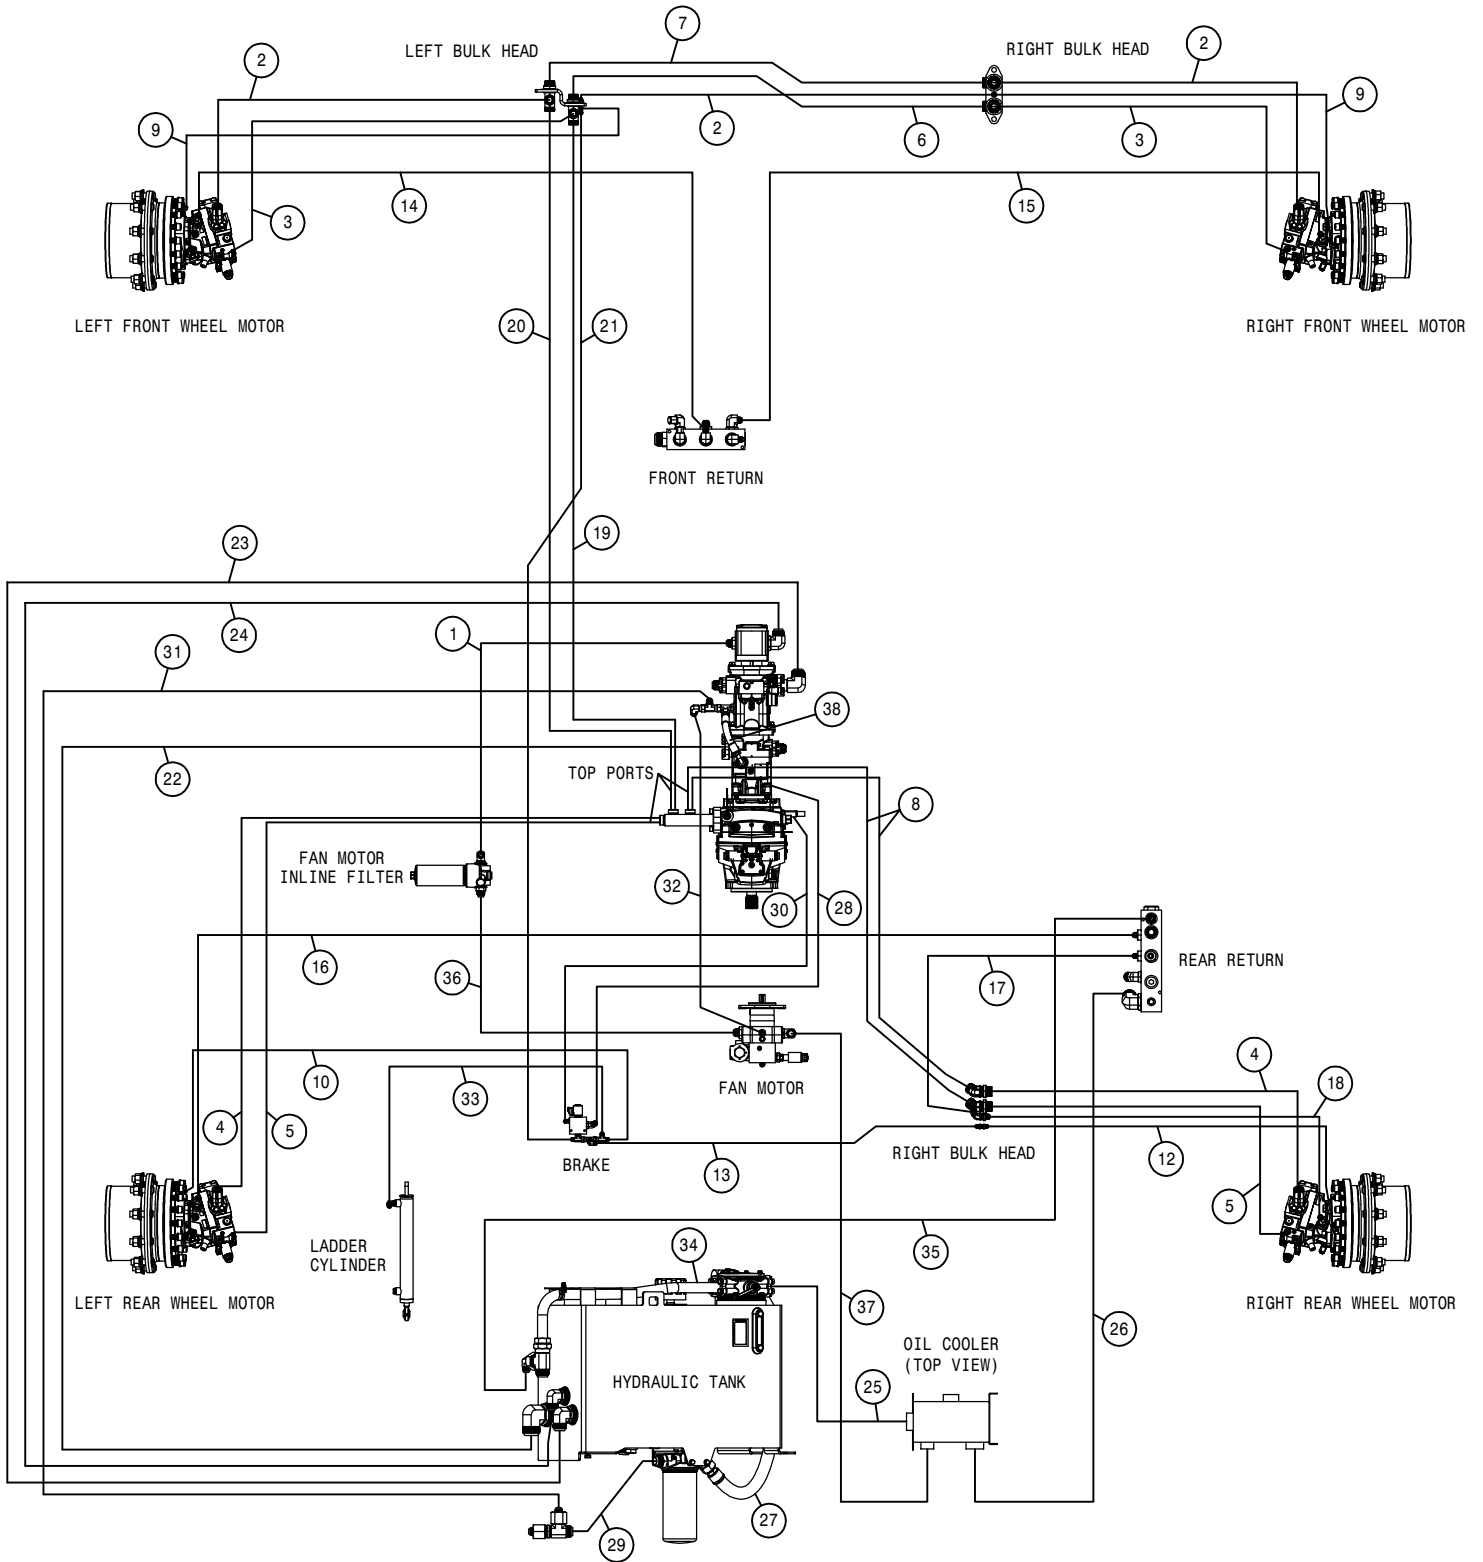 7
LEFT BULK HEAD
RIGHT BULK HEAD
2
2
9
9
2
6
3
14
15
3
LEFT FRONT WHEEL MOTOR
20
21
RIGHT FRONT WHEEL MOTOR
FRONT RETURN
19
23
24
1
31
38
22
TOP PORTS
8
FAN MOTOR
INLINE FILTER
32
30
28
16
36
17
REAR RETURN
10
33
FAN MOTOR
4
18
4
5
BRAKE
13
RIGHT BULK HEAD
12
5
LADDER
CYLINDER
34
35
LEFT REAR WHEEL MOTOR
RIGHT REAR WHEEL MOTOR
37
26
OIL COOLER
(TOP VIEW)
HYDRAULIC TANK
25
27
29